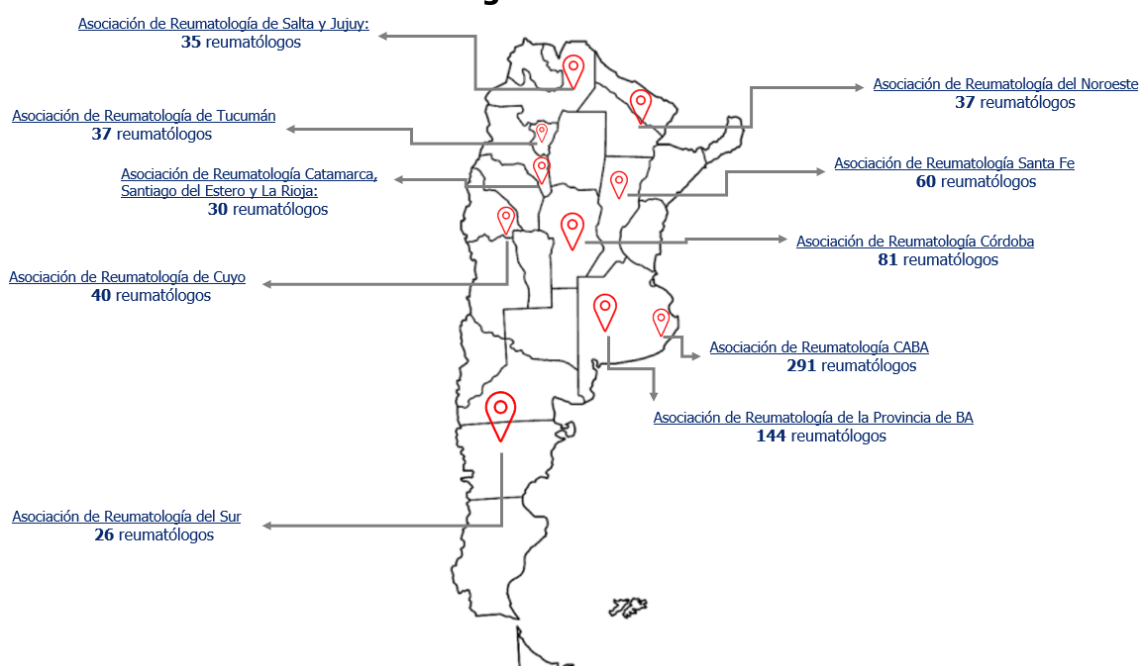 g
Asociación de Reumatología de Salta y Jujuy:
35 reumatólogos
Asociación de Reumatología del Noroeste
37 reumatólogos
Asociación de Reumatología de Tucumán
37 reumatólogos
Asociación de Reumatología Santa Fe
60 reumatólogos
Asociación de Reumatología Catamarca,
Santiago del Estero y La Rioja:
30 reumatólogos
Asociación de Reumatología Córdoba
81 reumatólogos
Asociación de Reumatología de Cuyo
40 reumatólogos
Asociación de Reumatología CABA
291 reumatólogos
Asociación de Reumatología de la Provincia de BA
144 reumatólogos
Asociación de Reumatología del Sur
26 reumatólogos